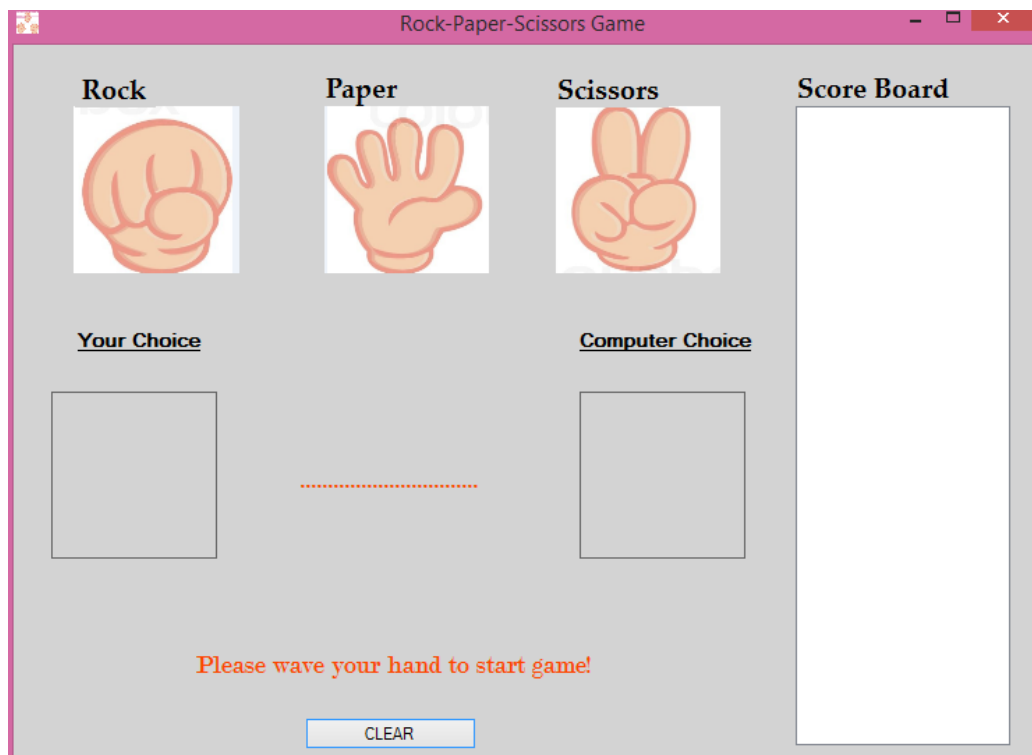 Rock-Paper-Scissors Game
Rock Paper Scissors Score Board
Your Choice Computer Choice
................................
Please wave your hand to start game!
CLEAR